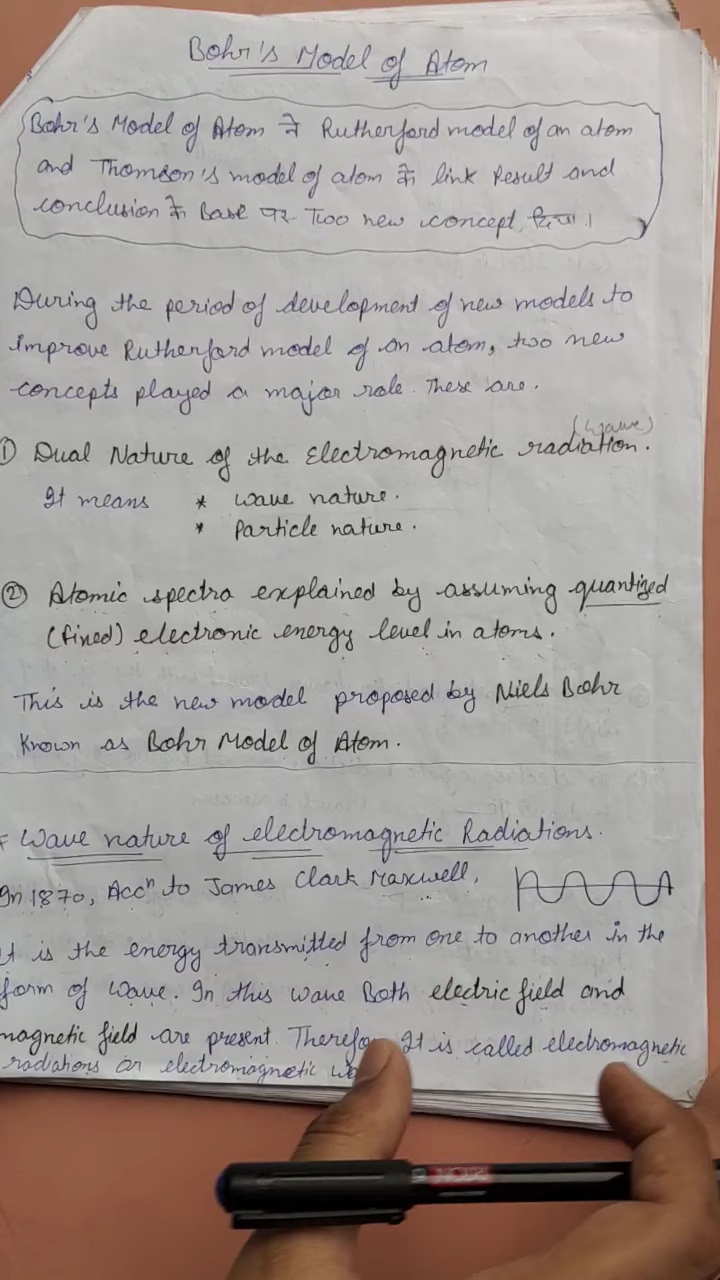 Bohr's Model of Atom
Bohr's Model of Atom ने Rutherford model of an atom
and Thomson's model of atom के link Result and
conclusion के Base पर Two new concept दिया।
During the period of development of new models to
improve Rutherford model of an atom, two new
concepts played a major role. These are.
(wave)
① Dual Nature of the Electromagnetic radiation.
It means * wave nature.
* Particle nature.
② Atomic spectra explained by assuming quantized
(fixed) electronic energy level in atoms.
This is the new model proposed by Niels Bohr
Known as Bohr Model of Atom.
Wave nature of electromagnetic Radiations.
In 1870, Accⁿ to James Clark Maxwell,
It is the energy transmitted from one to another in the
form of wave. In this wave Both electric field and
magnetic field are present. It is called electromagnetic
radiations or electromagnetic